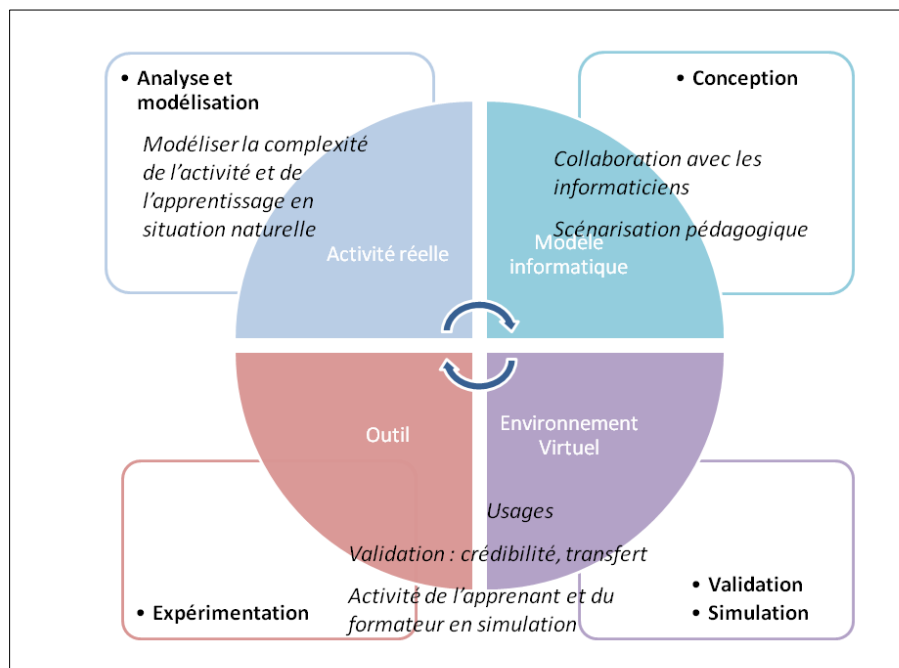 • Analyse et
modélisation
Modéliser la complexité
de l'activité et de
l'apprentissage en
situation naturelle
Activité réelle
• Conception
Collaboration avec les
informaticiens
Scénarisation pédagogique
Modèle
informatique
Outil
Environnement
Virtuel
Usages
Validation : crédibilité, transfert
Activité de l'apprenant et du
formateur en simulation
• Expérimentation
• Validation
• Simulation